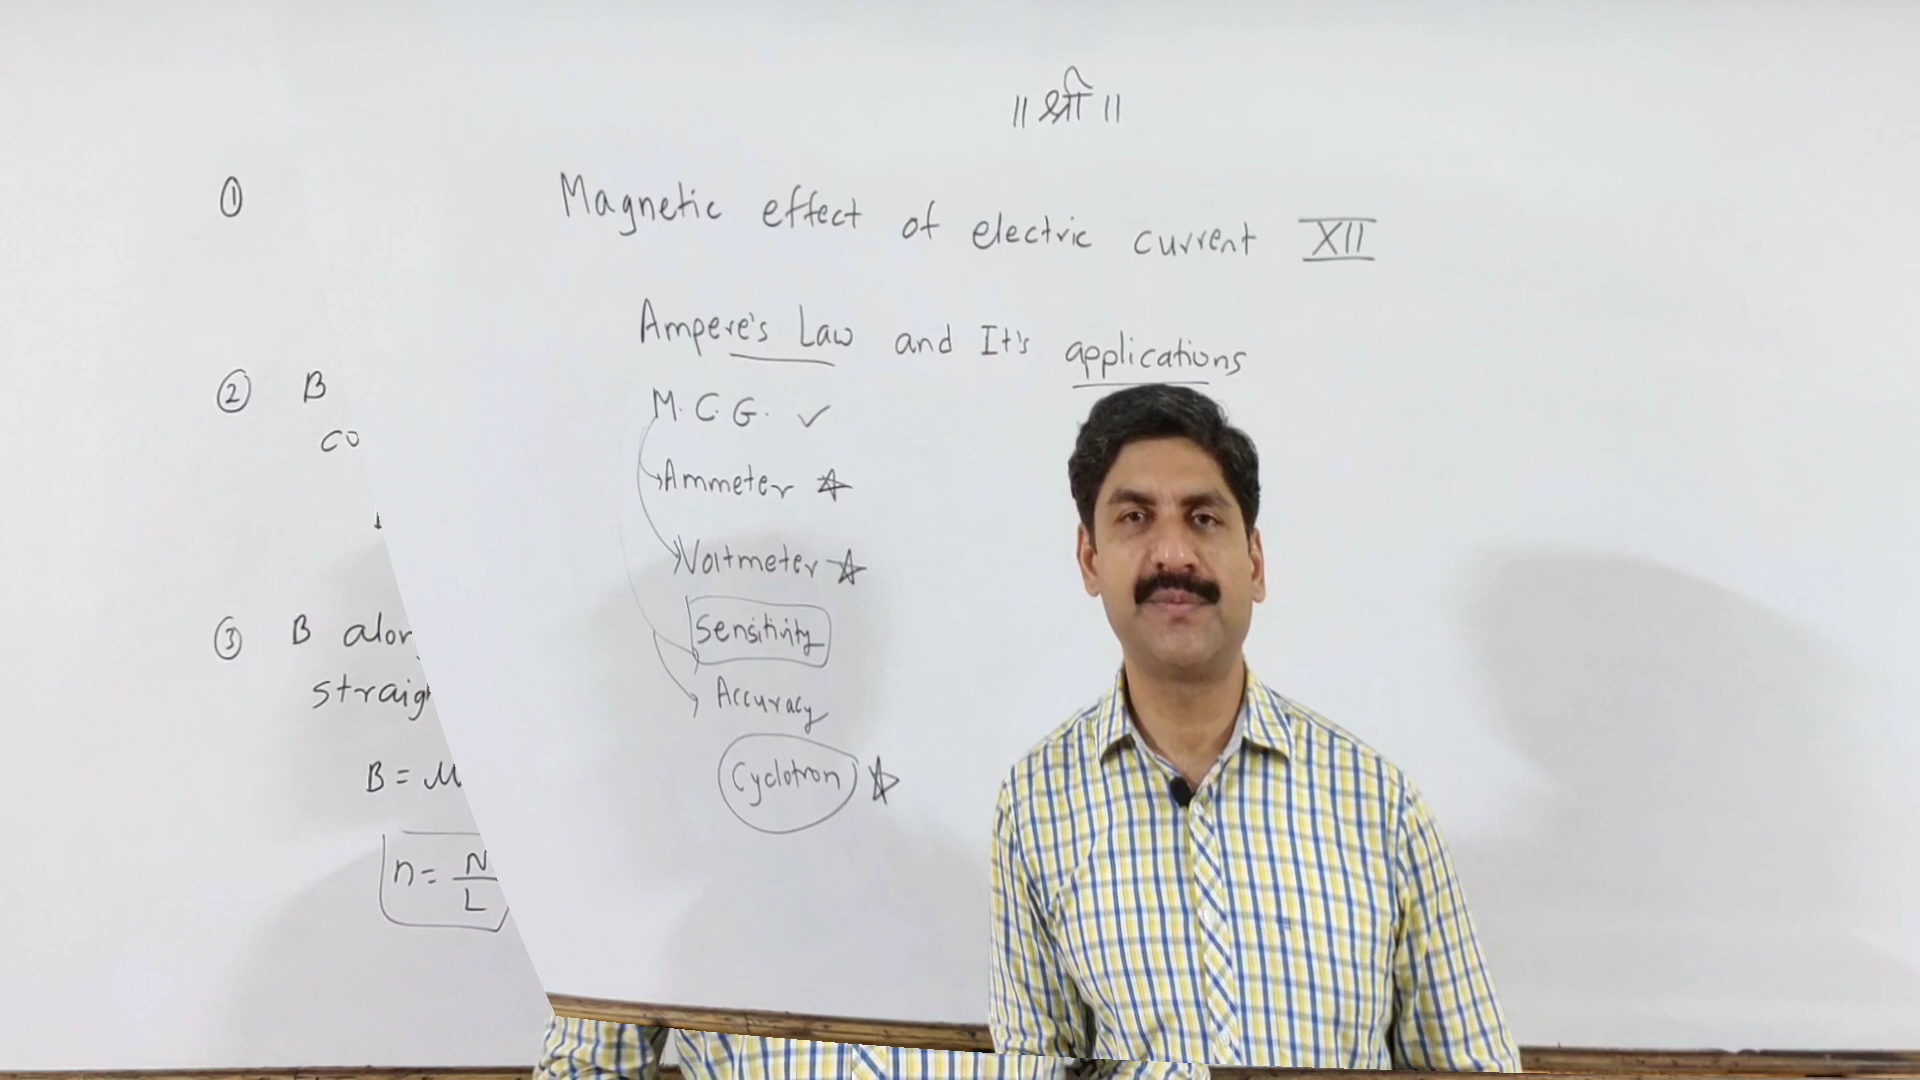 ॥ श्री ॥
Magnetic effect of electric current XII
Ampere's Law and It's applications
M. C. G. ✓
Ammeter ☆
Voltmeter ☆
Sensitivity
Accuracy
Cyclotron ☆
①
② B
③ B
B =
n = N/L